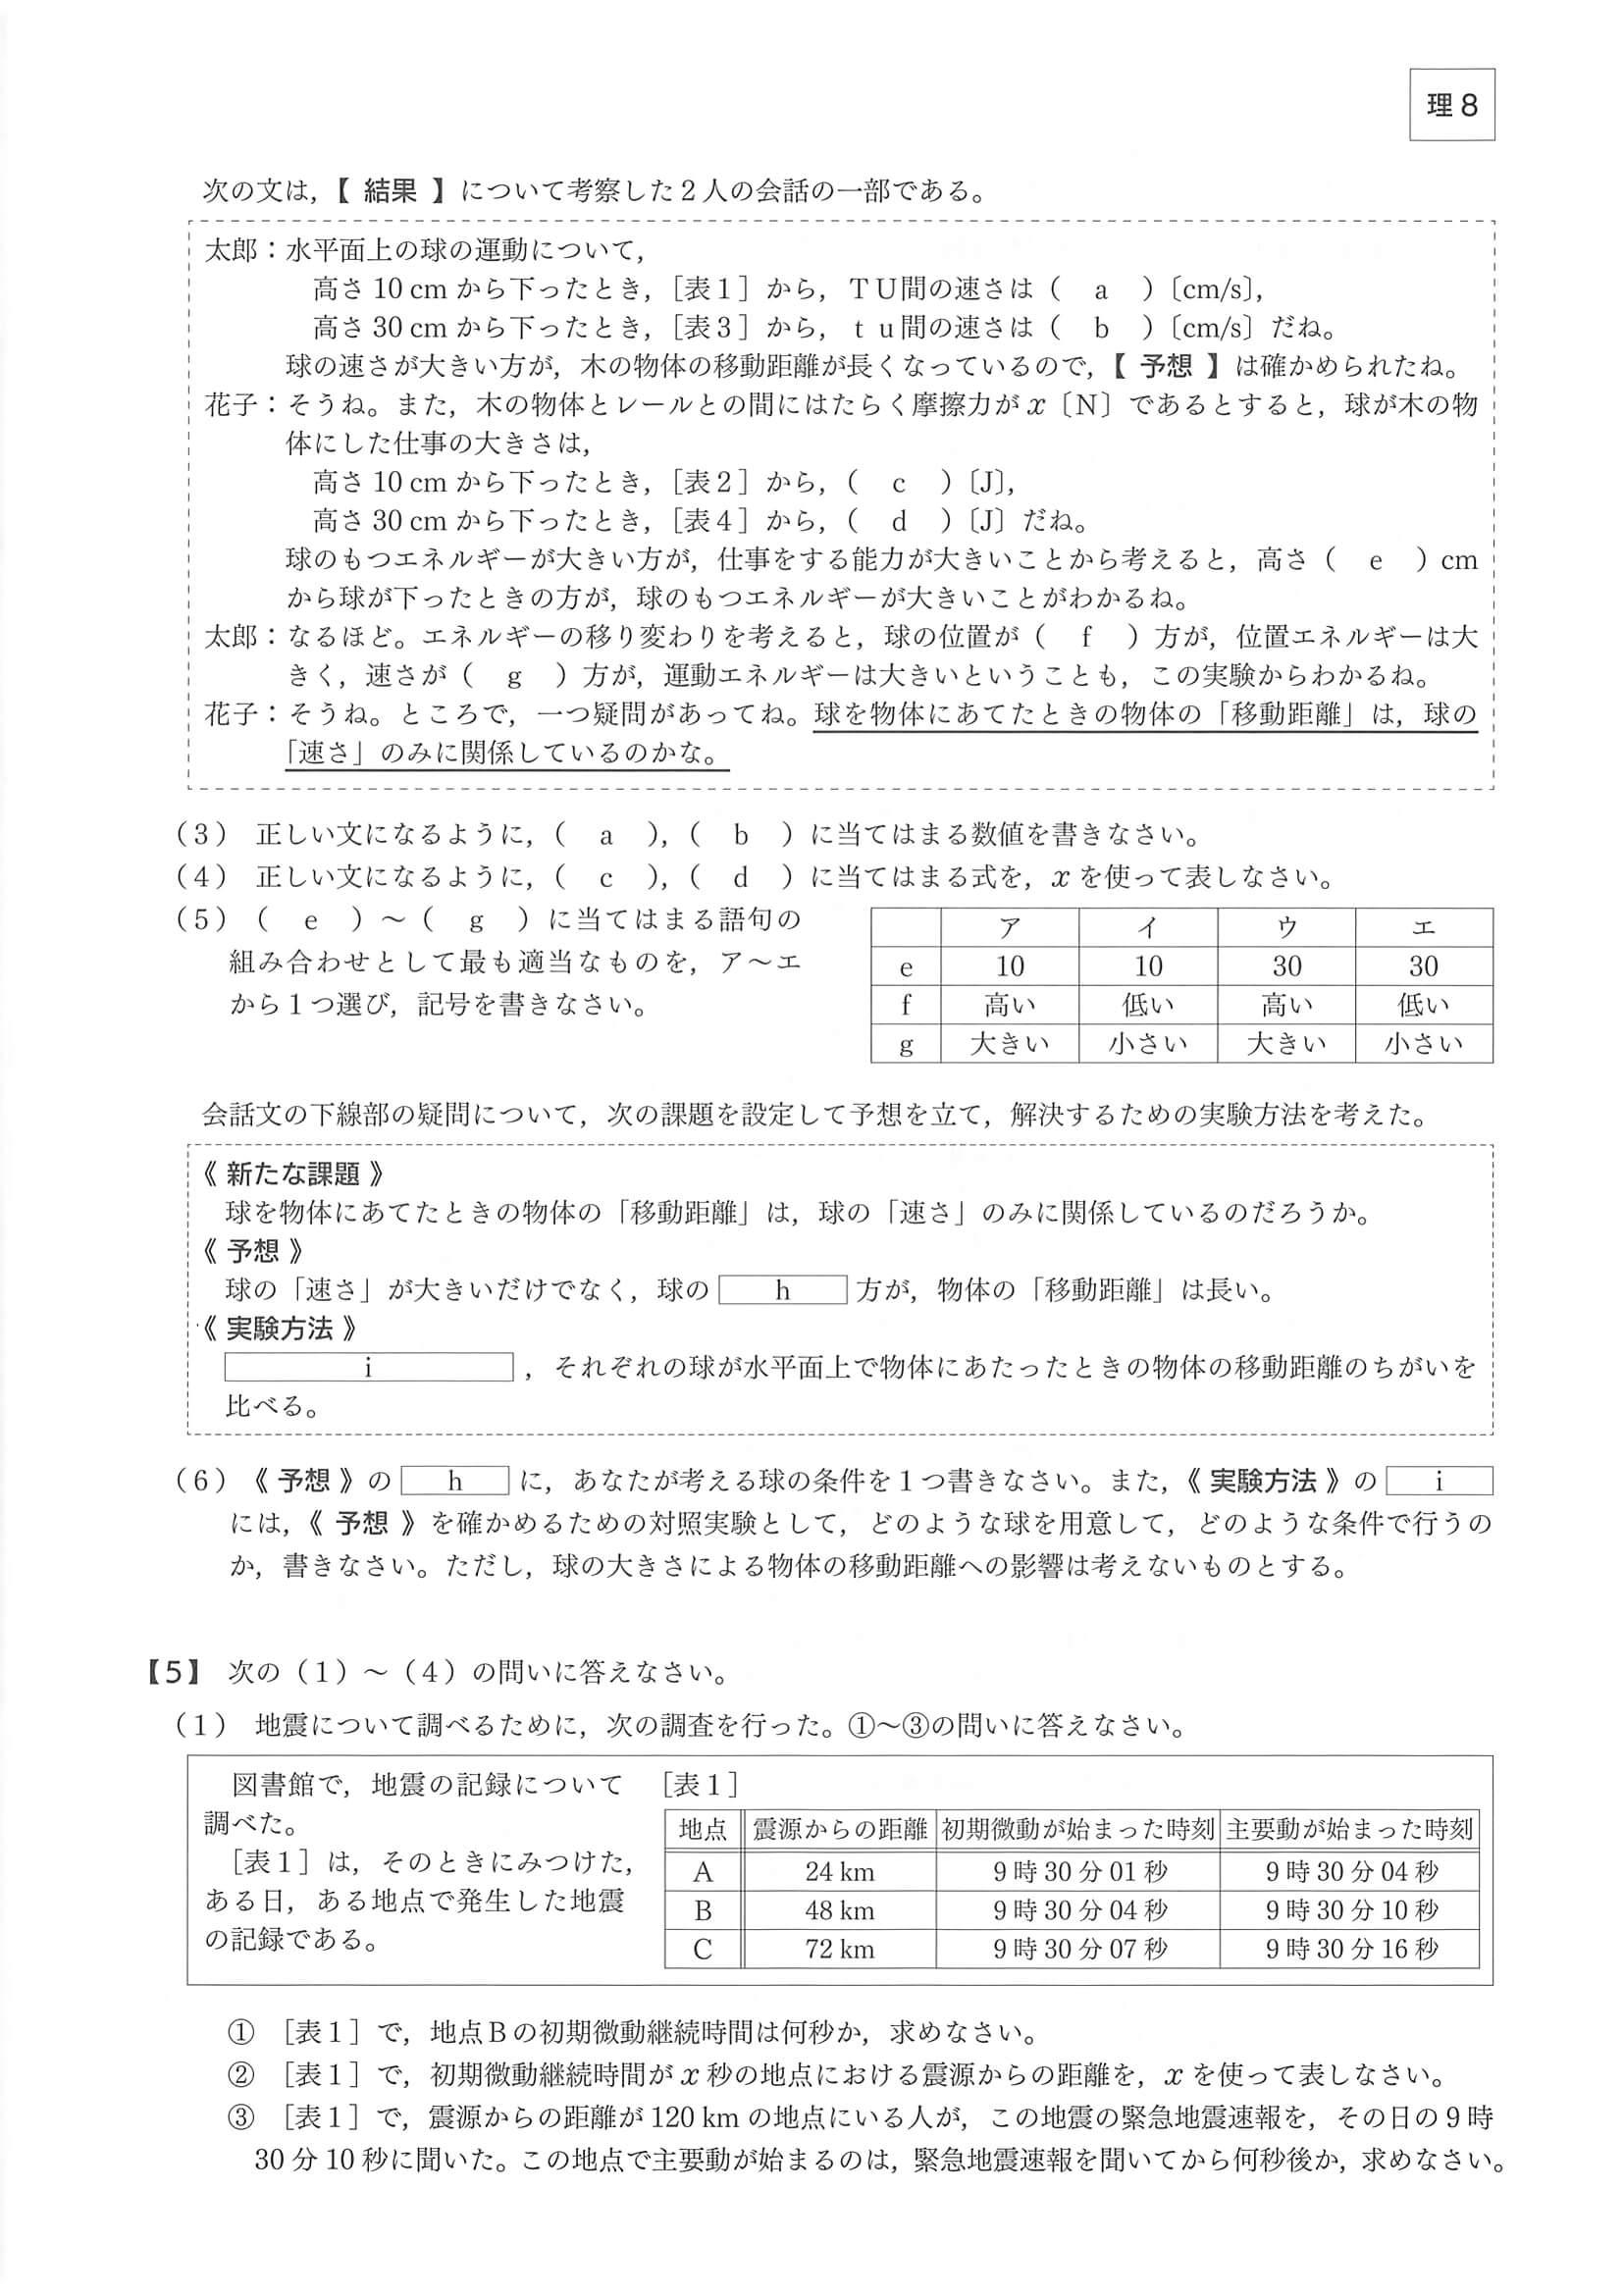 理8
次の文は，【 結果 】について考察した２人の会話の一部である。
太郎：水平面上の球の運動について，
高さ 10 cm から下ったとき，［表１］から，ＴＵ間の速さは（　a　）〔cm/s〕，
高さ 30 cm から下ったとき，［表３］から，ｔｕ間の速さは（　b　）〔cm/s〕だね。
球の速さが大きい方が，木の物体の移動距離が長くなっているので，【 予想 】は確かめられたね。
花子：そうね。また，木の物体とレールとの間にはたらく摩擦力がx〔N〕であるとすると，球が木の物
体にした仕事の大きさは，
高さ 10 cm から下ったとき，［表２］から，（　c　）〔J〕，
高さ 30 cm から下ったとき，［表４］から，（　d　）〔J〕だね。
球のもつエネルギーが大きい方が，仕事をする能力が大きいことから考えると，高さ（　e　）cm
から球が下ったときの方が，球のもつエネルギーが大きいことがわかるね。
太郎：なるほど。エネルギーの移り変わりを考えると，球の位置が（　f　）方が，位置エネルギーは大
きく，速さが（　g　）方が，運動エネルギーは大きいということも，この実験からわかるね。
花子：そうね。ところで，一つ疑問があってね。球を物体にあてたときの物体の「移動距離」は，球の
「速さ」のみに関係しているのかな。
（３）　正しい文になるように，（　a　），（　b　）に当てはまる数値を書きなさい。
（４）　正しい文になるように，（　c　），（　d　）に当てはまる式を，xを使って表しなさい。
（５）（　e　）～（　g　）に当てはまる語句の
組み合わせとして最も適当なものを，ア～エ
から１つ選び，記号を書きなさい。
ア　イ　ウ　エ
e　10　10　30　30
f　高い　低い　高い　低い
g　大きい　小さい　大きい　小さい
会話文の下線部の疑問について，次の課題を設定して予想を立て，解決するための実験方法を考えた。
《 新たな課題 》
球を物体にあてたときの物体の「移動距離」は，球の「速さ」のみに関係しているのだろうか。
《 予想 》
球の「速さ」が大きいだけでなく，球の h 方が，物体の「移動距離」は長い。
《 実験方法 》
i ，それぞれの球が水平面上で物体にあたったときの物体の移動距離のちがいを
比べる。
（６）《 予想 》の h に，あなたが考える球の条件を１つ書きなさい。また，《 実験方法 》の i
には，《 予想 》を確かめるための対照実験として，どのような球を用意して，どのような条件で行うの
か，書きなさい。ただし，球の大きさによる物体の移動距離への影響は考えないものとする。
【5】　次の（１）～（４）の問いに答えなさい。
（１）　地震について調べるために，次の調査を行った。①～③の問いに答えなさい。
図書館で，地震の記録について
調べた。
［表１］は，そのときにみつけた，
ある日，ある地点で発生した地震
の記録である。
［表１］
地点　震源からの距離　初期微動が始まった時刻　主要動が始まった時刻
A　24 km　9 時 30 分 01 秒　9 時 30 分 04 秒
B　48 km　9 時 30 分 04 秒　9 時 30 分 10 秒
C　72 km　9 時 30 分 07 秒　9 時 30 分 16 秒
①　［表１］で，地点Ｂの初期微動継続時間は何秒か，求めなさい。
②　［表１］で，初期微動継続時間がx秒の地点における震源からの距離を，xを使って表しなさい。
③　［表１］で，震源からの距離が 120 km の地点にいる人が，この地震の緊急地震速報を，その日の９時
30 分 10 秒に聞いた。この地点で主要動が始まるのは，緊急地震速報を聞いてから何秒後か，求めなさい。